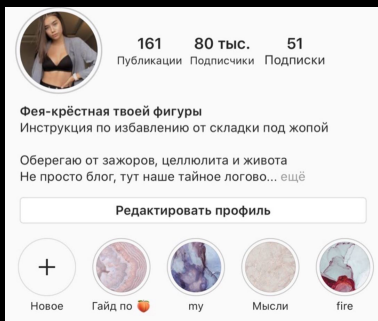 161 80 тыс. 51
Публикации Подписчики Подписки
Фея-крёстная твоей фигуры
Инструкция по избавлению от складки под жопой
Оберегаю от зажоров, целлюлита и живота
Не просто блог, тут наше тайное логово... ещё
Редактировать профиль
Новое Гайд по 🍑 my Мысли fire